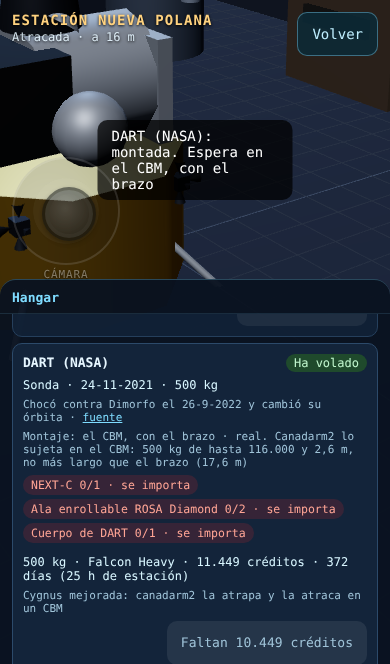 ESTACIÓN NUEVA POLANA
Atracada · a 16 m
Volver
DART (NASA):
montada. Espera en
el CBM, con el
brazo
CÁMARA
Hangar
DART (NASA)
Ha volado
Sonda · 24-11-2021 · 500 kg
Chocó contra Dimorfo el 26-9-2022 y cambió su
órbita · fuente
Montaje: el CBM, con el brazo · real. Canadarm2 lo
sujeta en el CBM: 500 kg de hasta 116.000 y 2,6 m,
no más largo que el brazo (17,6 m)
NEXT-C 0/1 · se importa
Ala enrollable ROSA Diamond 0/2 · se importa
Cuerpo de DART 0/1 · se importa
500 kg · Falcon Heavy · 11.449 créditos · 372
días (25 h de estación)
Cygnus mejorada: canadarm2 la atrapa y la atraca en
un CBM
Faltan 10.449 créditos